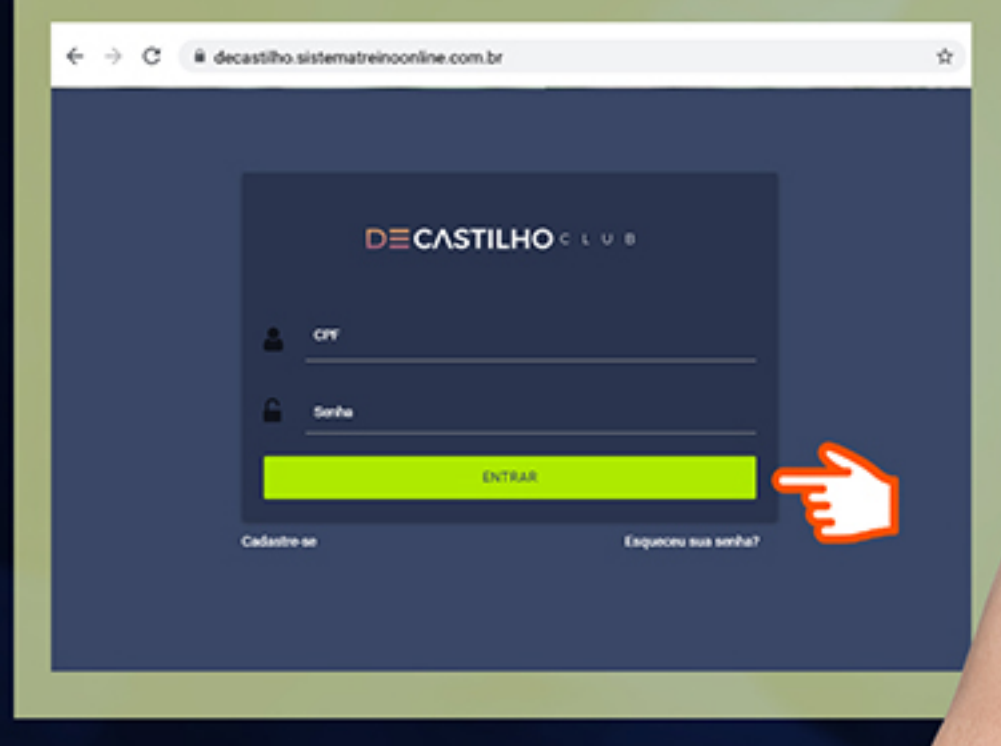 decastilho.sistematreinoonline.com.br
DECASTILHO CLUB
CPF
Senha
ENTRAR
Cadastre-se
Esqueceu sua senha?